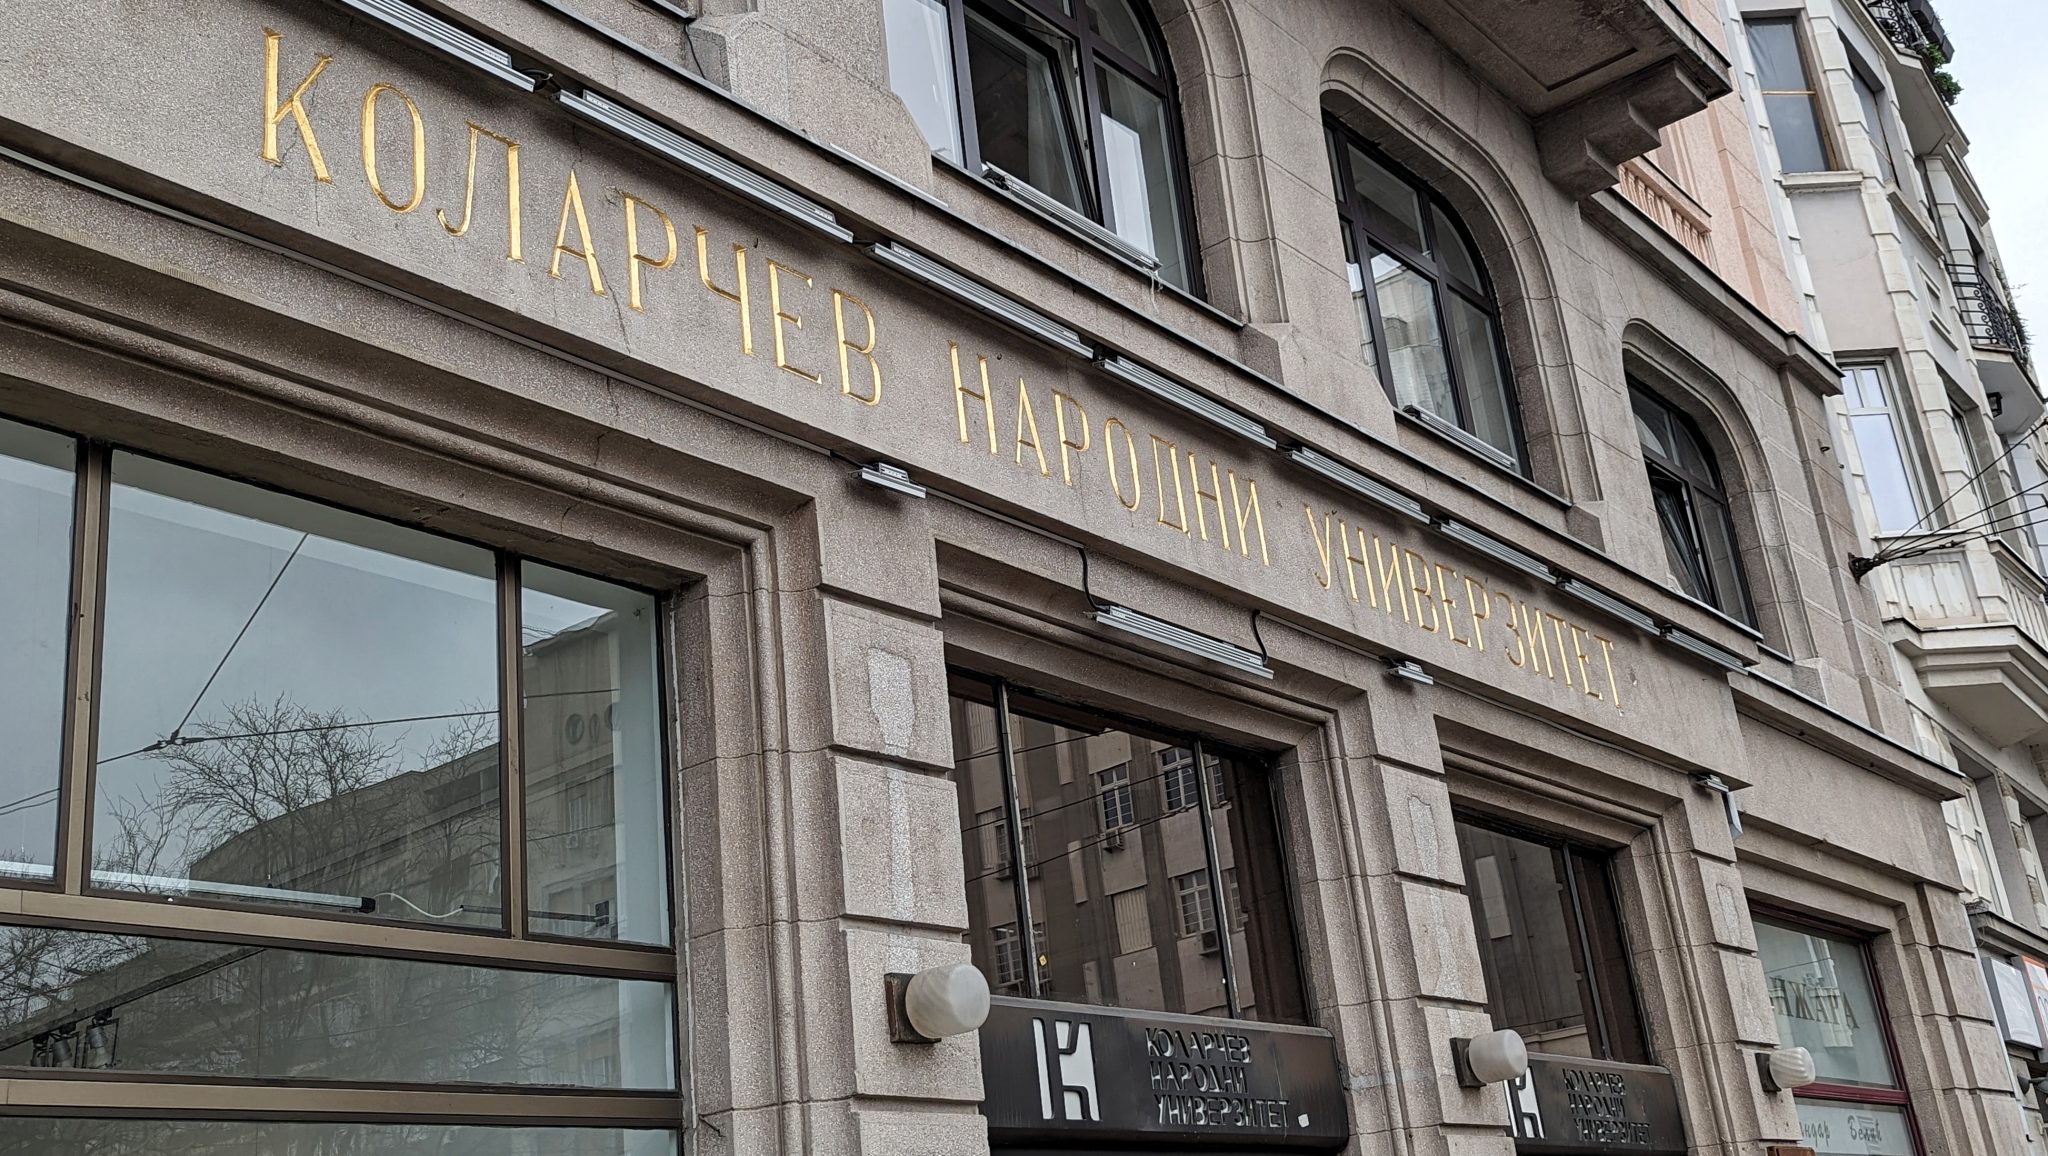 КОЛАРЧЕВ НАРОДНИ УНИВЕРЗИТЕТ
КОЛАРЧЕВ
НАРОДНИ
УНИВЕРЗИТЕТ
КОЛАРЧЕВ
НАРОДНИ
УНИВЕРЗИТЕТ